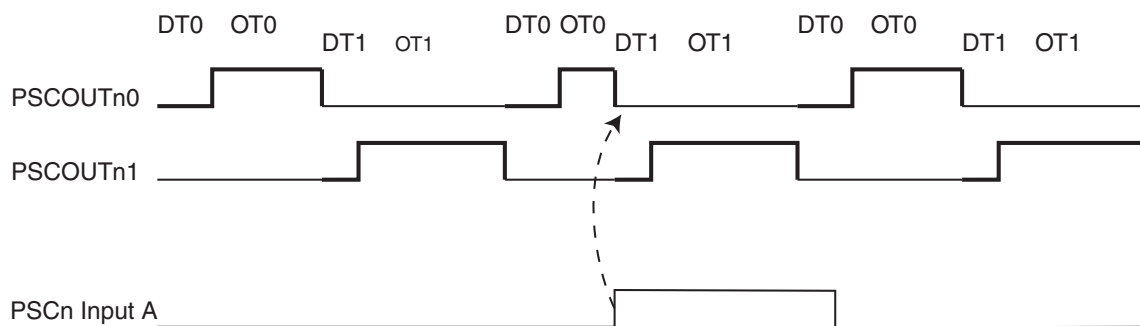 DT0 OT0 DT1 OT1 DT0 OT0 DT1 OT1 DT0 OT0 DT1 OT1
PSCOUTn0
PSCOUTn1
PSCn Input A